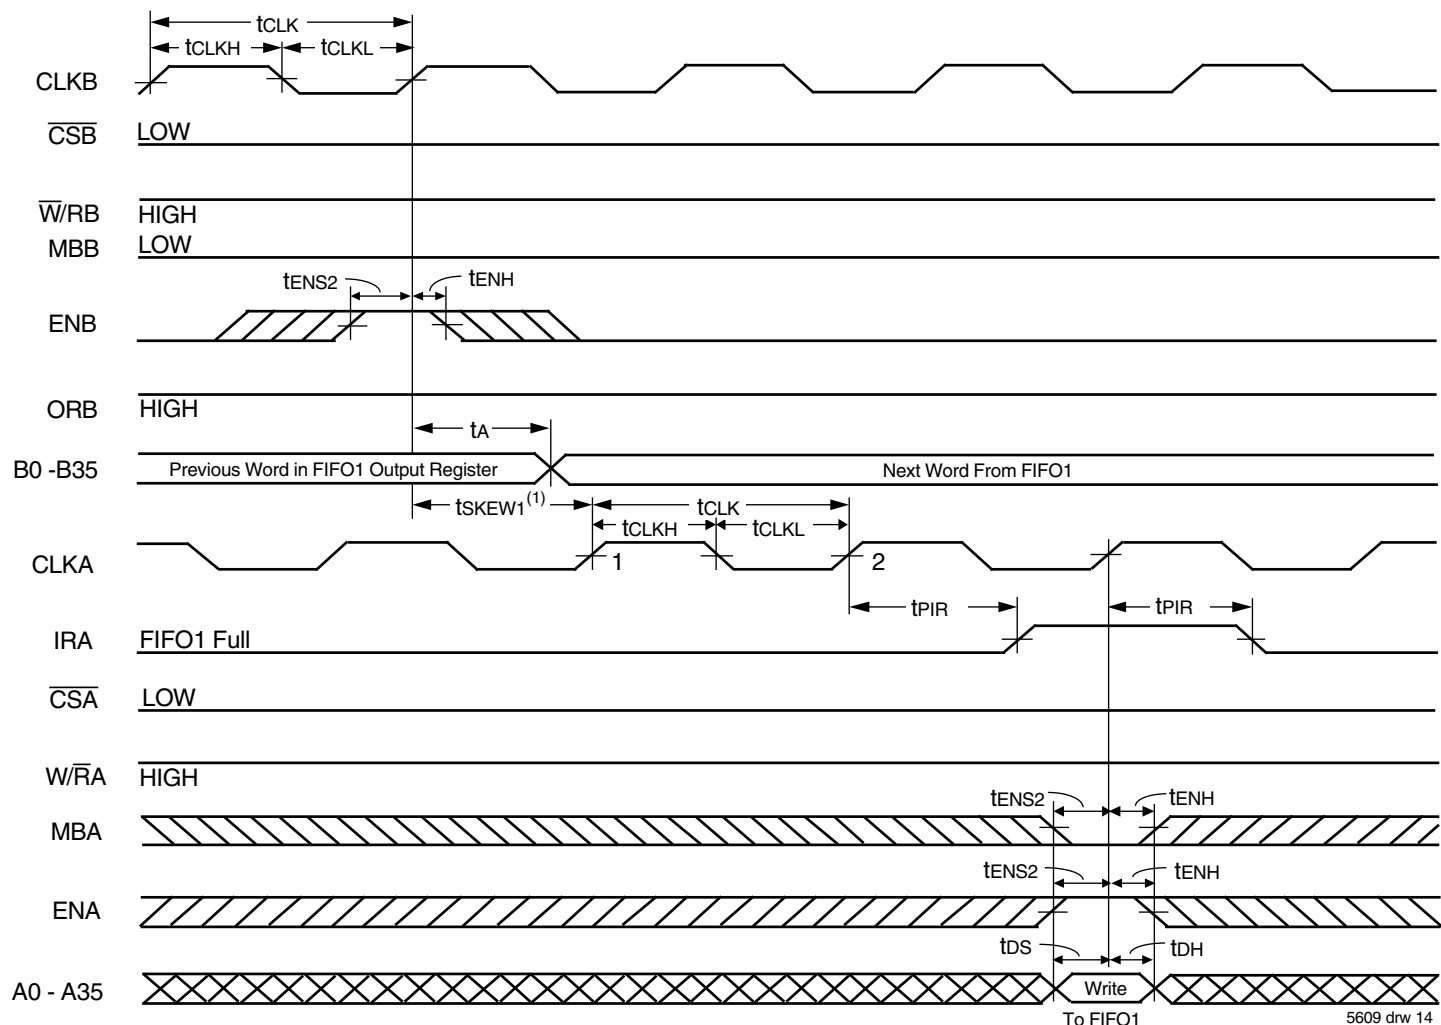 tCLK
tCLKH tCLKL
CLKB
CSB LOW
W/RB HIGH
MBB LOW
tENS2 tENH
ENB
ORB HIGH
tA
B0 -B35 Previous Word in FIFO1 Output Register Next Word From FIFO1
tSKEW1(1) tCLK
tCLKH tCLKL
CLKA 1 2
tPIR tPIR
IRA FIFO1 Full
CSA LOW
W/RA HIGH
tENS2 tENH
MBA
tENS2 tENH
ENA
tDS tDH
A0 - A35 Write
To FIFO1 5609 drw 14